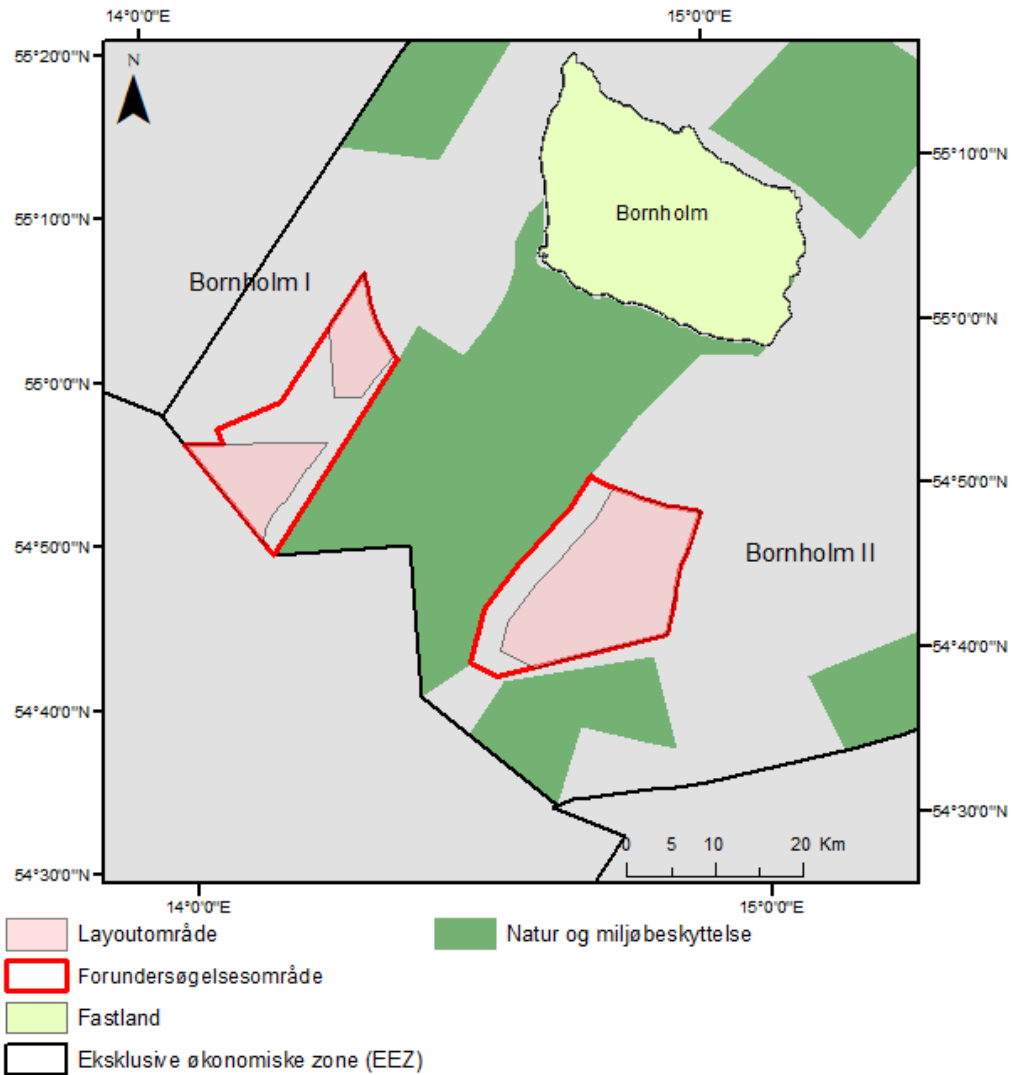 14°0'0"E 15°0'0"E
55°20'0"N
N
55°10'0"N
Bornholm
55°10'0"N
Bornholm I
55°0'0"N
55°0'0"N
54°50'0"N
54°50'0"N
Bornholm II
54°40'0"N
54°40'0"N
54°30'0"N
0 5 10 20 Km
54°30'0"N
14°0'0"E 15°0'0"E
Layoutområde
Natur og miljøbeskyttelse
Forundersøgelsesområde
Fastland
Eksklusive økonomiske zone (EEZ)